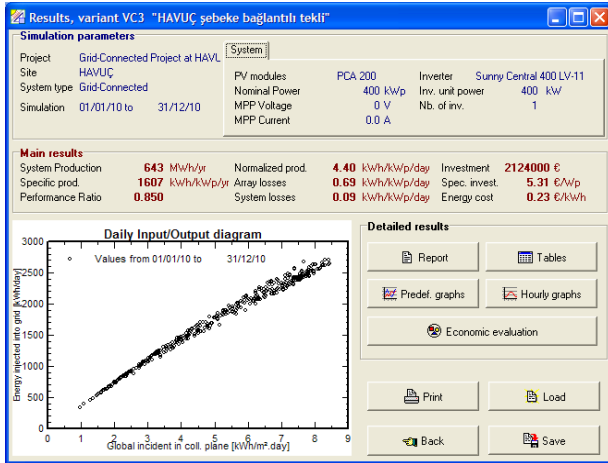 Results, variant VC3 "HAVUÇ şebeke bağlantılı tekli"
Simulation parameters
Project Grid-Connected Project at HAVL
Site HAVUÇ
System type Grid-Connected
Simulation 01/01/10 to 31/12/10
System
PV modules PCA 200 Inverter Sunny Central 400 LV-11
Nominal Power 400 kWp Inv. unit power 400 kW
MPP Voltage 0 V Nb. of inv. 1
MPP Current 0.0 A
Main results
System Production 643 MWh/yr Normalized prod. 4.40 kWh/kWp/day Investment 2124000 €
Specific prod. 1607 kWh/kWp/yr Array losses 0.69 kWh/kWp/day Spec. invest. 5.31 €/Wp
Performance Ratio 0.850 System losses 0.09 kWh/kWp/day Energy cost 0.23 €/kWh
Daily Input/Output diagram
Values from 01/01/10 to 31/12/10
Energy injected into grid [kWh/day]
3000
2500
2000
1500
1000
500
0
0 1 2 3 4 5 6 7 8 9
Global incident in coll. plane [kWh/m².day]
Detailed results
Report Tables
Predef. graphs Hourly graphs
Economic evaluation
Print Load
Back Save